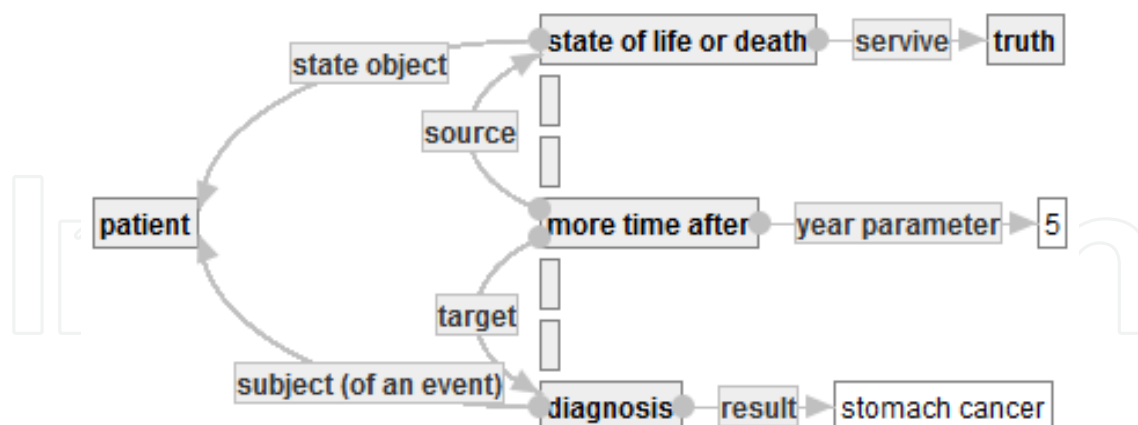 state of life or death
servive
truth
state object
source
patient
more time after
year parameter
5
target
subject (of an event)
diagnosis
result
stomach cancer